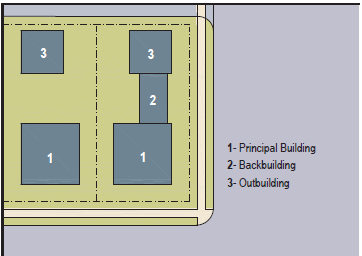 3 3
2
1 1
1- Principal Building
2- Backbuilding
3- Outbuilding